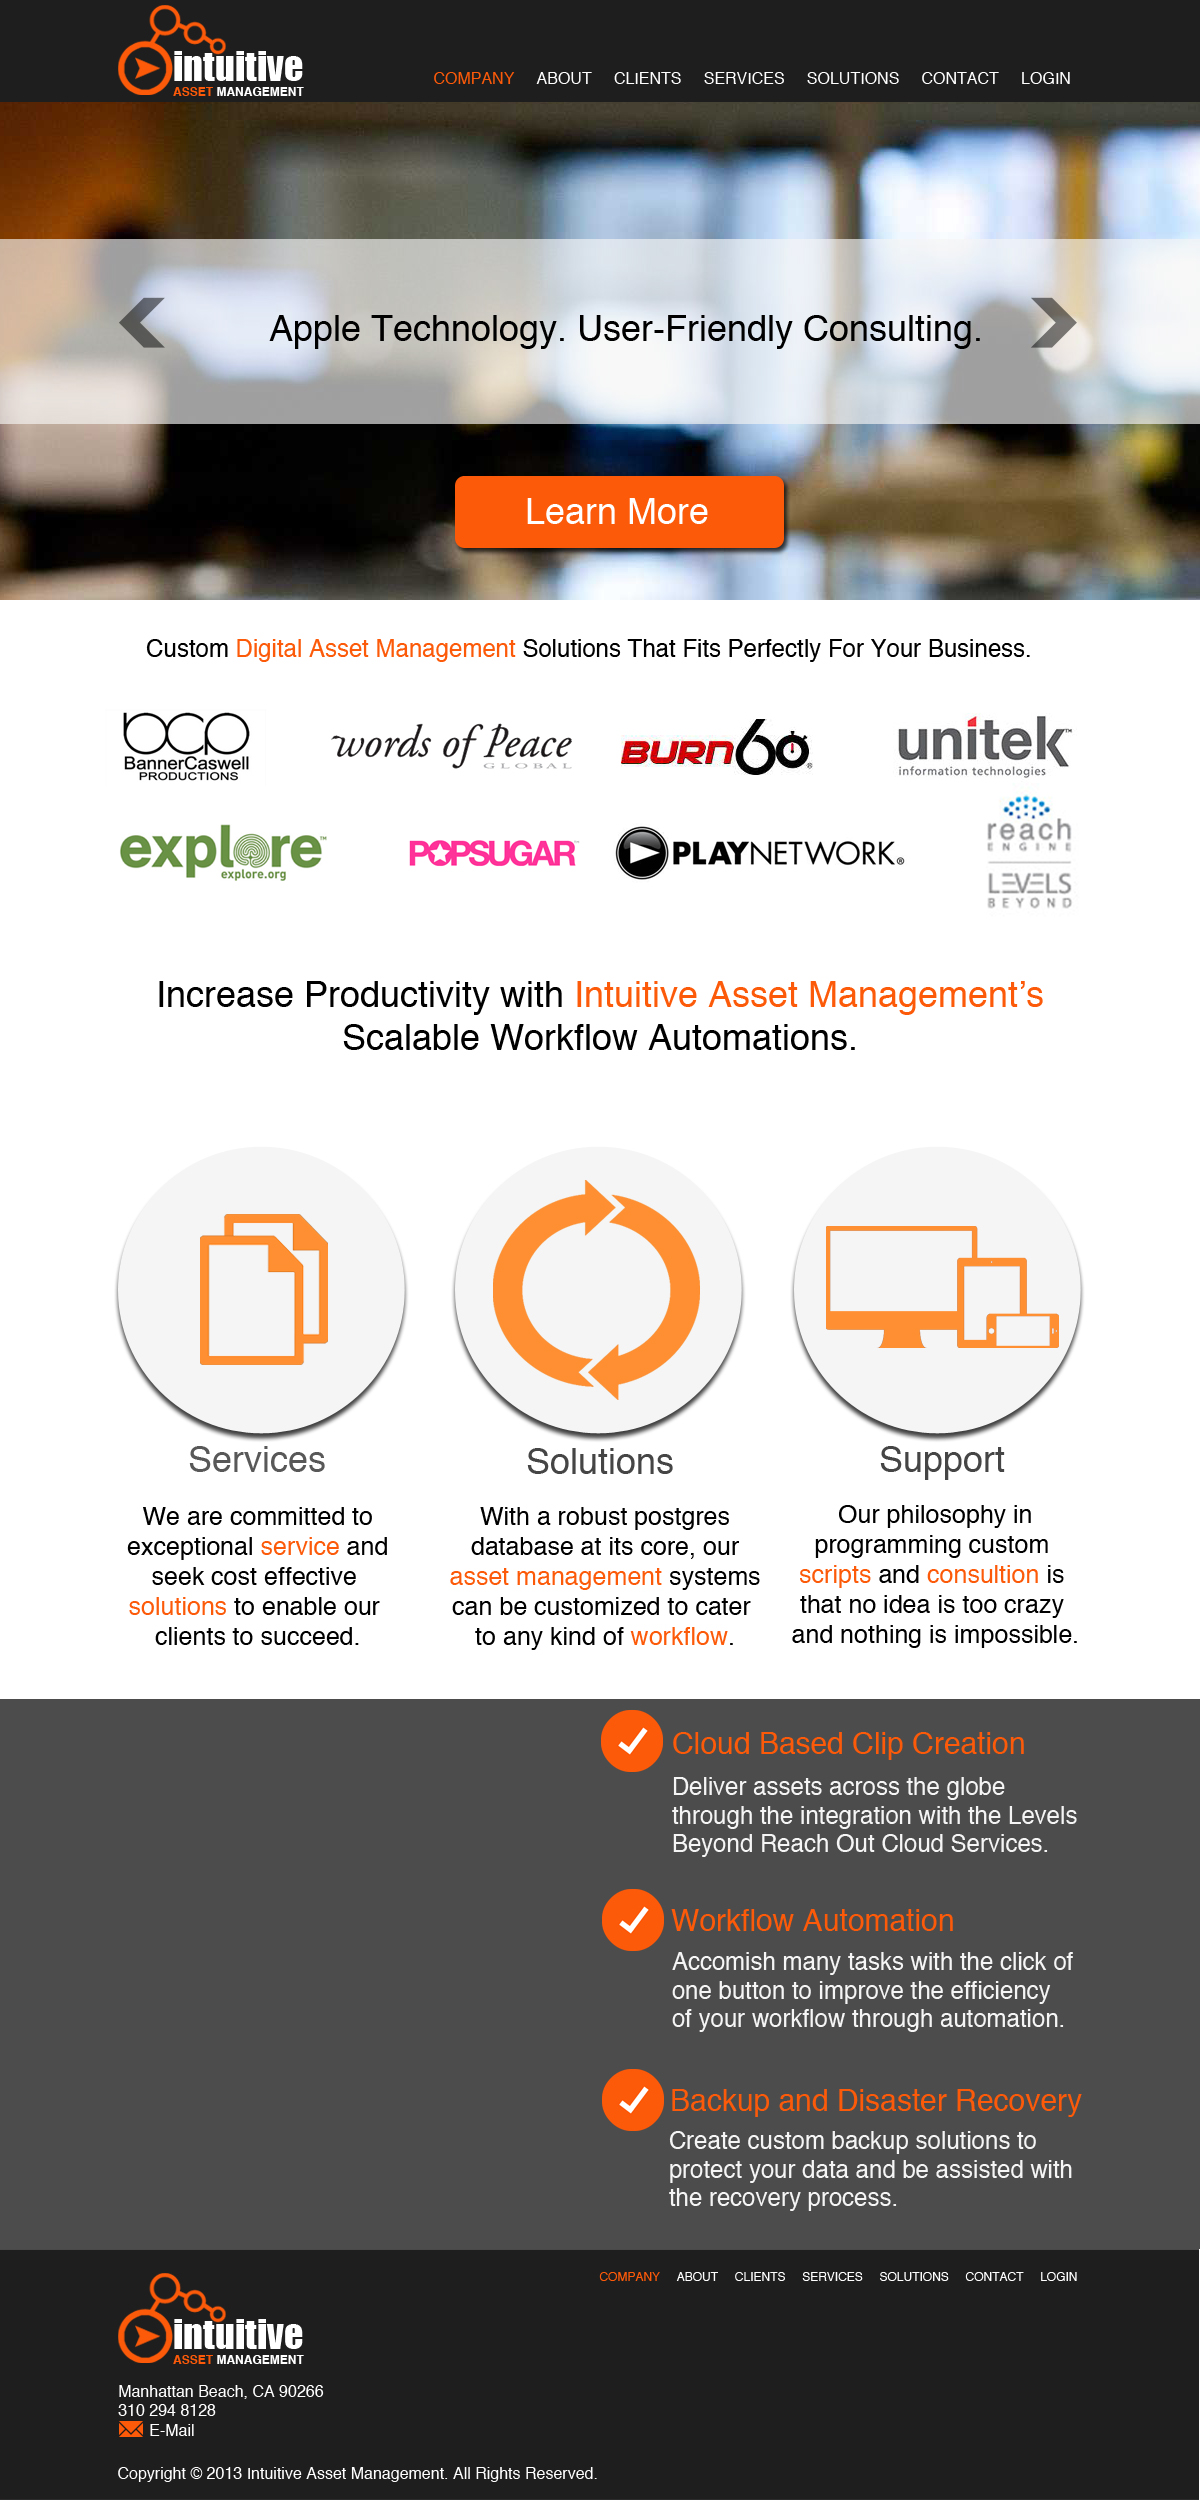 intuitive
ASSET MANAGEMENT
COMPANY ABOUT CLIENTS SERVICES SOLUTIONS CONTACT LOGIN
Apple Technology. User-Friendly Consulting.
Learn More
Custom Digital Asset Management Solutions That Fits Perfectly For Your Business.
bcp
BannerCaswell
PRODUCTIONS
words of Peace
GLOBAL
BURN60®
unitek™
information technologies
explore™
explore.org
POPSUGAR
PLAYNETWORK®
reach
ENGINE
LEVELS
BEYOND
Increase Productivity with Intuitive Asset Management’s
Scalable Workflow Automations.
Services
We are committed to
exceptional service and
seek cost effective
solutions to enable our
clients to succeed.
Solutions
With a robust postgres
database at its core, our
asset management systems
can be customized to cater
to any kind of workflow.
Support
Our philosophy in
programming custom
scripts and consultion is
that no idea is too crazy
and nothing is impossible.
Cloud Based Clip Creation
Deliver assets across the globe
through the integration with the Levels
Beyond Reach Out Cloud Services.
Workflow Automation
Accomish many tasks with the click of
one button to improve the efficiency
of your workflow through automation.
Backup and Disaster Recovery
Create custom backup solutions to
protect your data and be assisted with
the recovery process.
COMPANY ABOUT CLIENTS SERVICES SOLUTIONS CONTACT LOGIN
intuitive
ASSET MANAGEMENT
Manhattan Beach, CA 90266
310 294 8128
E-Mail
Copyright © 2013 Intuitive Asset Management. All Rights Reserved.